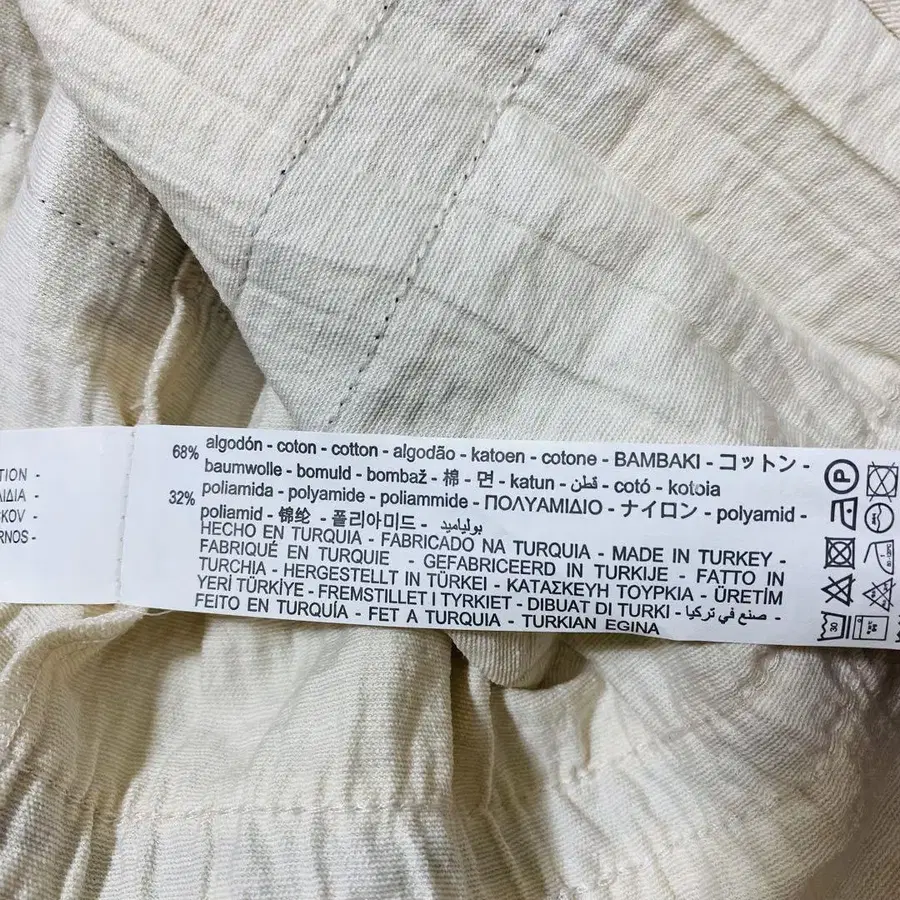 TION -
ΛΙΔΙΑ -
KOV -
RNOS -
68% algodón - coton - cotton - algodão - katoen - cotone - BAMBAKI - コットン -
baumwolle - bomuld - bombaž - 棉 - 면 - katun - قطن - cotó - kotoia
32% poliamida - polyamide - poliammide - ΠΟΛΥΑΜΙΔΙΟ - ナイロン - polyamid -
poliamid - 锦纶 - 폴리아미드 - بولياميد
HECHO EN TURQUIA - FABRICADO NA TURQUIA - MADE IN TURKEY -
FABRIQUÉ EN TURQUIE - GEFABRICEERD IN TURKIJE - FATTO IN
TURCHIA - HERGESTELLT IN TÜRKEI - ΚΑΤΑΣΚΕΥΗ ΤΟΥΡΚΙΑ - ÜRETİM
YERİ TÜRKİYE - FREMSTILLET I TYRKIET - DIBUAT DI TURKI - صنع في تركيا -
FEITO EN TURQUÍA - FET A TURQUIA - TURKIAN EGINA
P
30